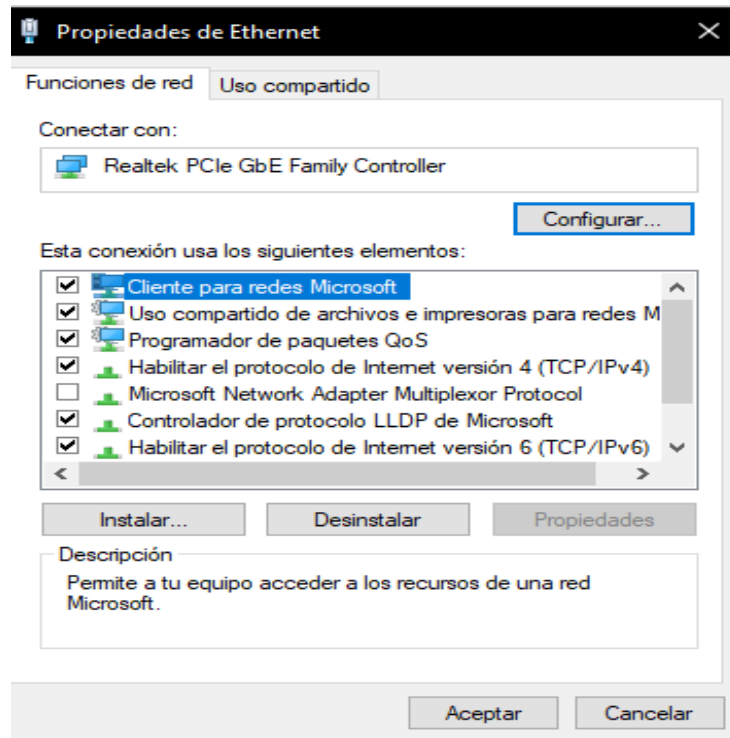 Propiedades de Ethernet
Funciones de red
Uso compartido
Conectar con:
Realtek PCIe GbE Family Controller
Configurar...
Esta conexión usa los siguientes elementos:
Cliente para redes Microsoft
Uso compartido de archivos e impresoras para redes M
Programador de paquetes QoS
Habilitar el protocolo de Internet versión 4 (TCP/IPv4)
Microsoft Network Adapter Multiplexor Protocol
Controlador de protocolo LLDP de Microsoft
Habilitar el protocolo de Internet versión 6 (TCP/IPv6)
Instalar...
Desinstalar
Propiedades
Descripción
Permite a tu equipo acceder a los recursos de una red
Microsoft.
Aceptar
Cancelar